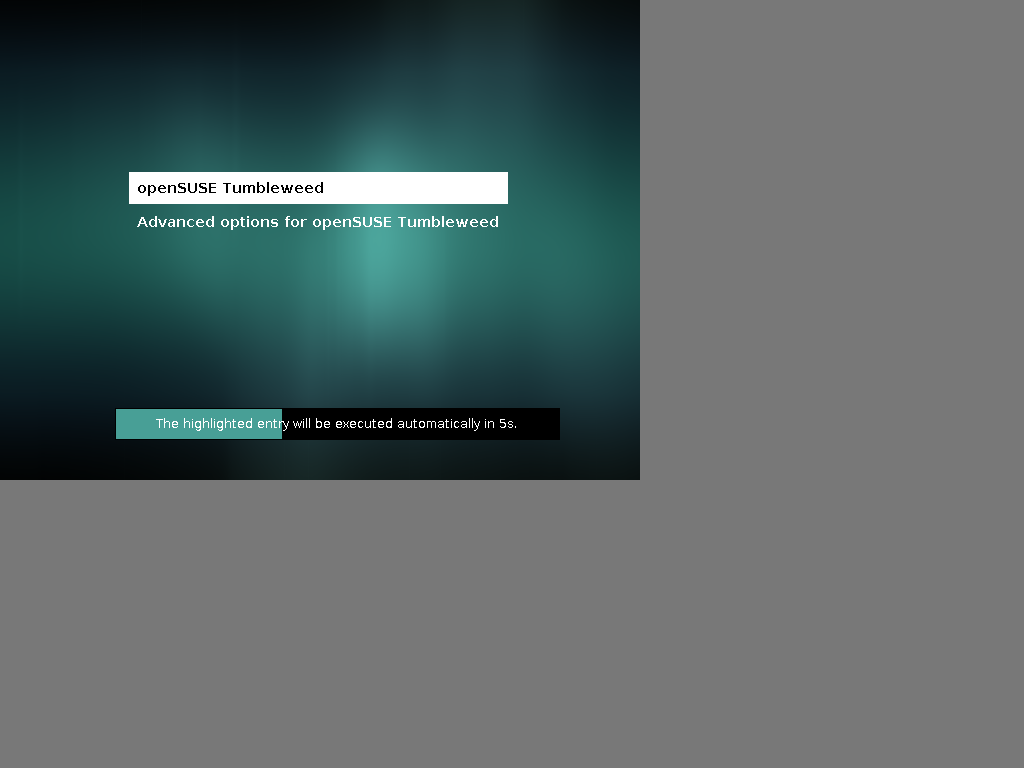 openSUSE Tumbleweed
Advanced options for openSUSE Tumbleweed
The highlighted entry will be executed automatically in 5s.